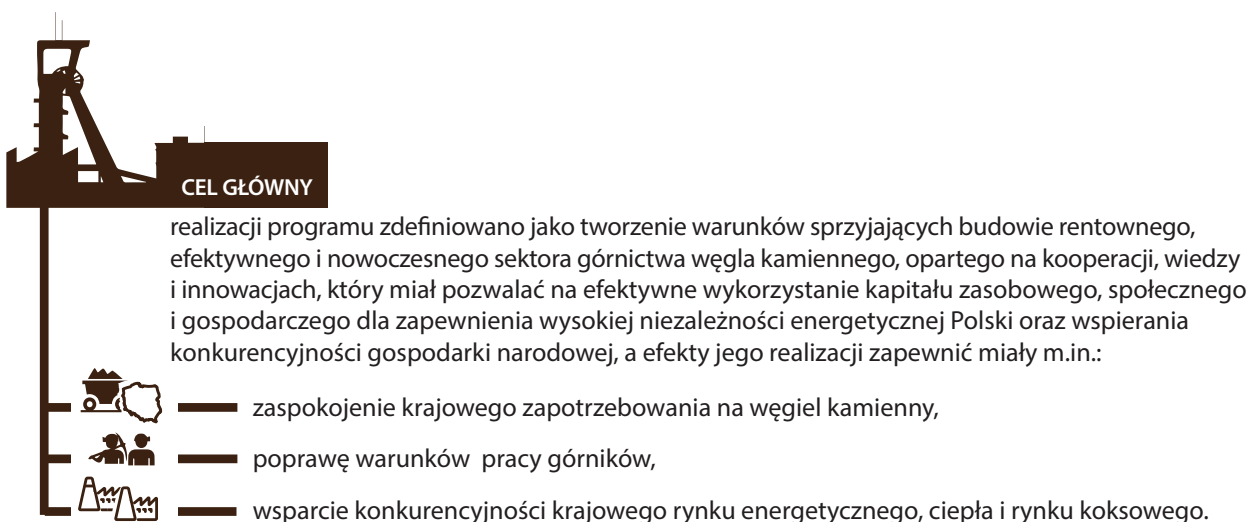 CEL GŁÓWNY
realizacji programu zdefiniowano jako tworzenie warunków sprzyjających budowie rentownego,
efektywnego i nowoczesnego sektora górnictwa węgla kamiennego, opartego na kooperacji, wiedzy
i innowacjach, który miał pozwalać na efektywne wykorzystanie kapitału zasobowego, społecznego
i gospodarczego dla zapewnienia wysokiej niezależności energetycznej Polski oraz wspierania
konkurencyjności gospodarki narodowej, a efekty jego realizacji zapewnić miały m.in.:
zaspokojenie krajowego zapotrzebowania na węgiel kamienny,
poprawę warunków pracy górników,
wsparcie konkurencyjności krajowego rynku energetycznego, ciepła i rynku koksowego.